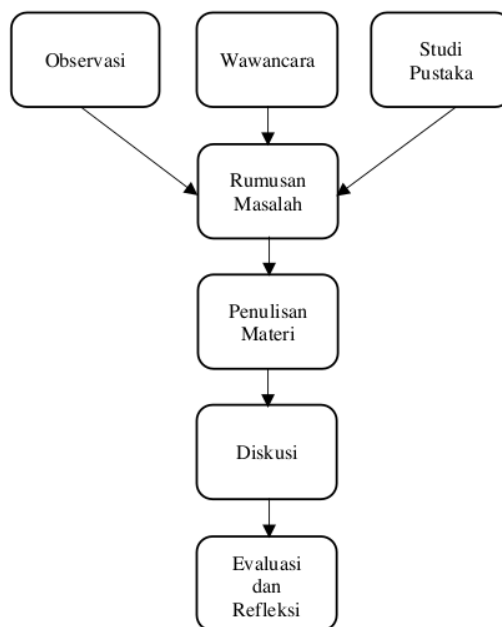 Observasi
Wawancara
Studi
Pustaka
Rumusan
Masalah
Penulisan
Materi
Diskusi
Evaluasi
dan
Refleksi